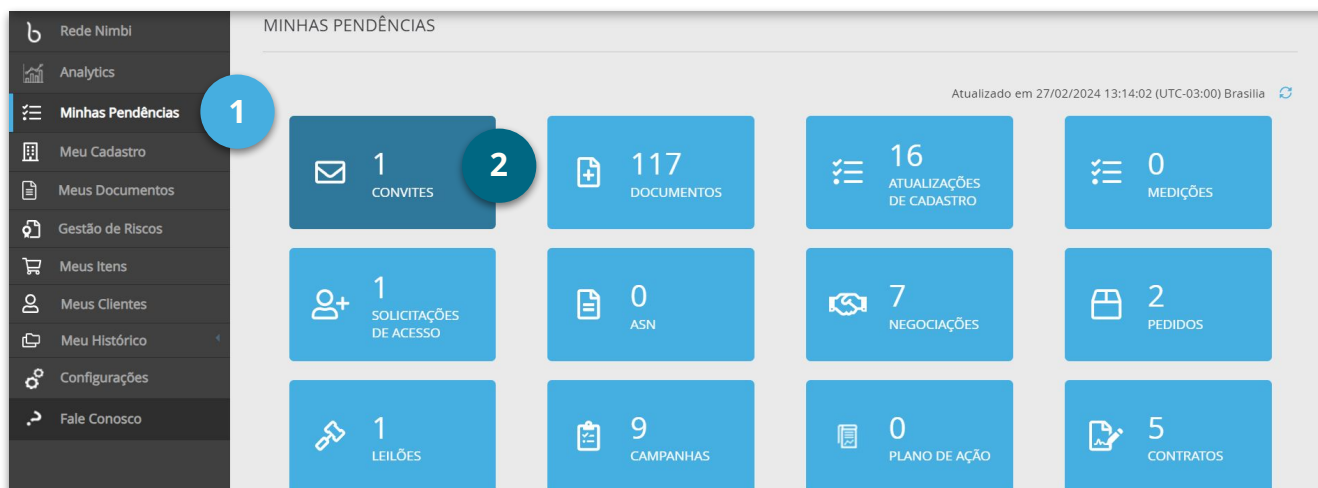 Rede Nimbi
Analytics
Minhas Pendências
Meu Cadastro
Meus Documentos
Gestão de Riscos
Meus Itens
Meus Clientes
Meu Histórico
Configurações
Fale Conosco
1
MINHAS PENDÊNCIAS
Atualizado em 27/02/2024 13:14:02 (UTC-03:00) Brasilia
1
CONVITES
2
117
DOCUMENTOS
16
ATUALIZAÇÕES
DE CADASTRO
0
MEDIÇÕES
1
SOLICITAÇÕES
DE ACESSO
0
ASN
7
NEGOCIAÇÕES
2
PEDIDOS
1
LEILÕES
9
CAMPANHAS
0
PLANO DE AÇÃO
5
CONTRATOS